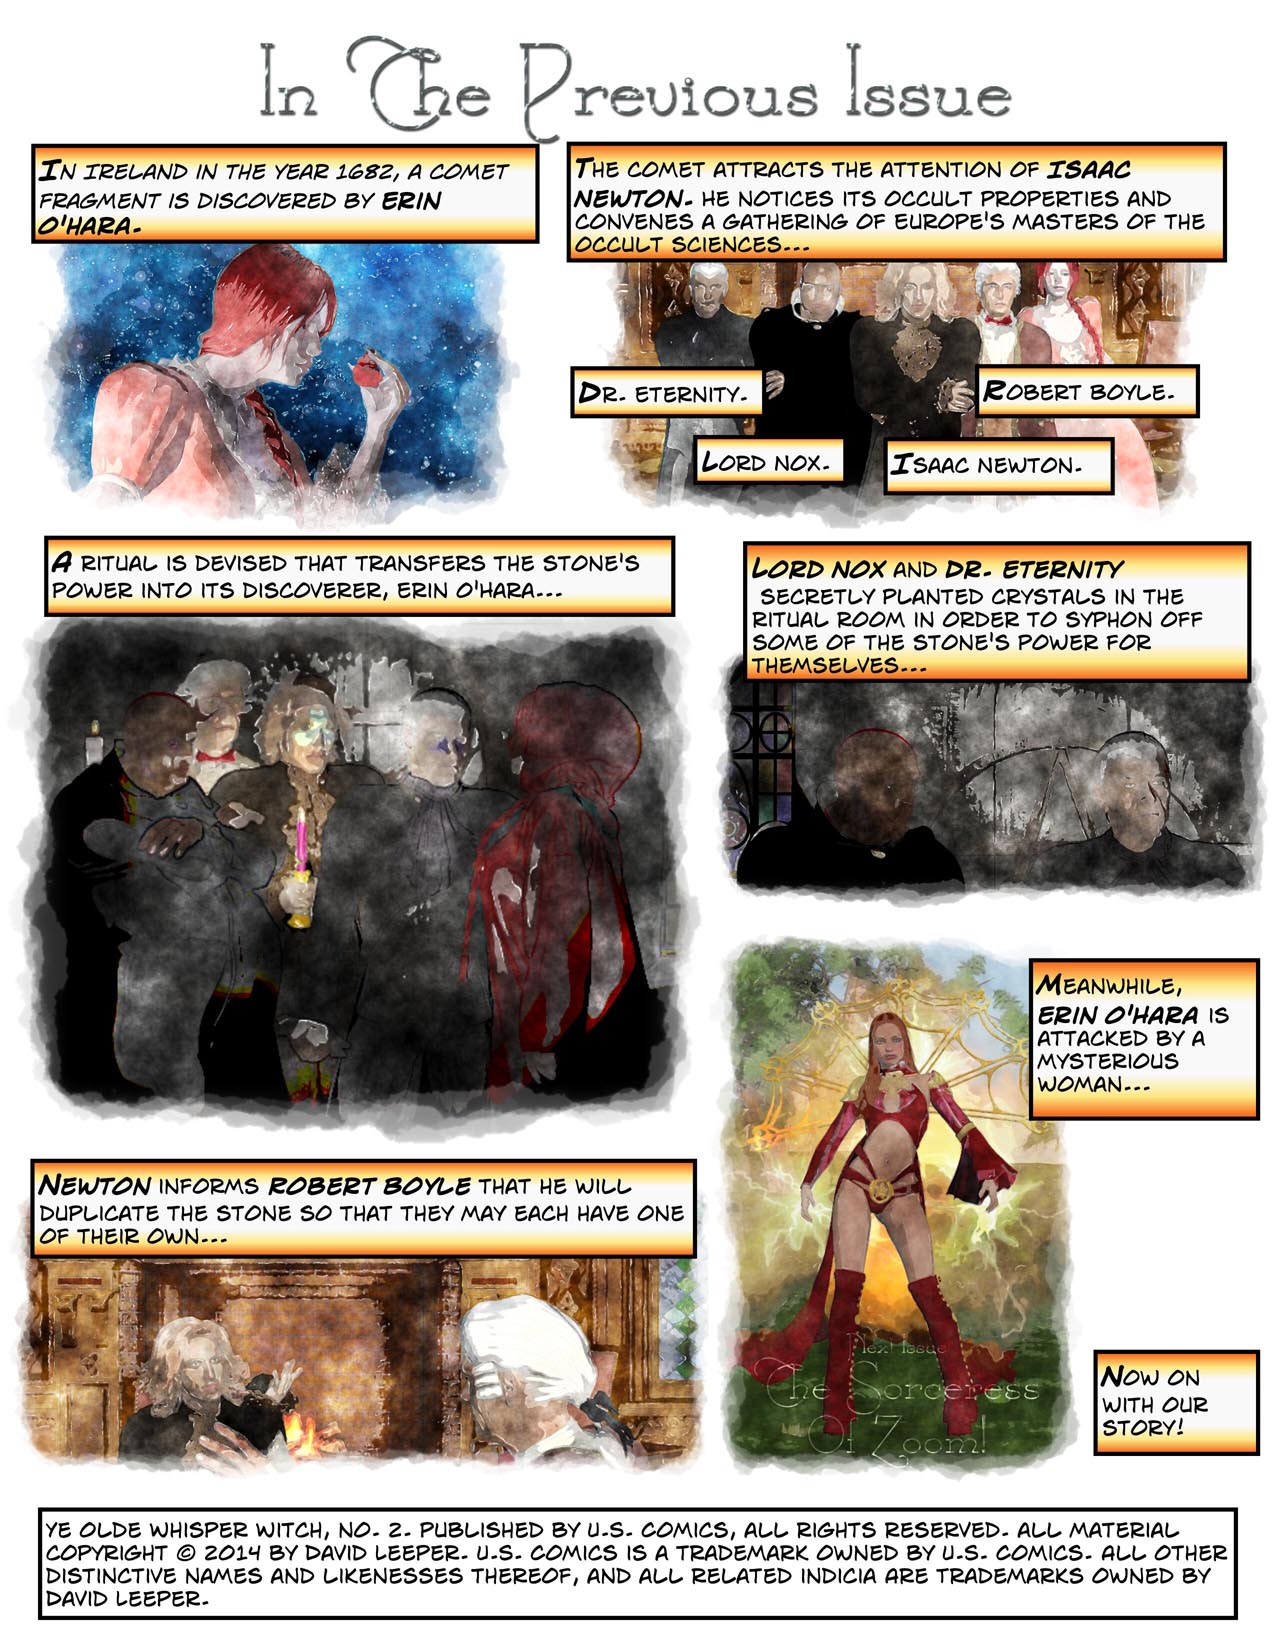 In The Previous Issue
IN IRELAND IN THE YEAR 1682, A COMET
FRAGMENT IS DISCOVERED BY ERIN
O'HARA.
THE COMET ATTRACTS THE ATTENTION OF ISAAC
NEWTON. HE NOTICES ITS OCCULT PROPERTIES AND
CONVENES A GATHERING OF EUROPE'S MASTERS OF THE
OCCULT SCIENCES...
DR. ETERNITY.
LORD NOX.
ISAAC NEWTON.
ROBERT BOYLE.
A RITUAL IS DEVISED THAT TRANSFERS THE STONE'S
POWER INTO ITS DISCOVERER, ERIN O'HARA...
LORD NOX AND DR. ETERNITY
SECRETLY PLANTED CRYSTALS IN THE
RITUAL ROOM IN ORDER TO SYPHON OFF
SOME OF THE STONE'S POWER FOR
THEMSELVES...
MEANWHILE,
ERIN O'HARA IS
ATTACKED BY A
MYSTERIOUS
WOMAN...
NEWTON INFORMS ROBERT BOYLE THAT HE WILL
DUPLICATE THE STONE SO THAT THEY MAY EACH HAVE ONE
OF THEIR OWN...
Next Issue
The Sorceress
Of Zoom!
NOW ON
WITH OUR
STORY!
YE OLDE WHISPER WITCH, NO. 2. PUBLISHED BY U.S. COMICS, ALL RIGHTS RESERVED. ALL MATERIAL
COPYRIGHT © 2014 BY DAVID LEEPER. U.S. COMICS IS A TRADEMARK OWNED BY U.S. COMICS. ALL OTHER
DISTINCTIVE NAMES AND LIKENESSES THEREOF, AND ALL RELATED INDICIA ARE TRADEMARKS OWNED BY
DAVID LEEPER.